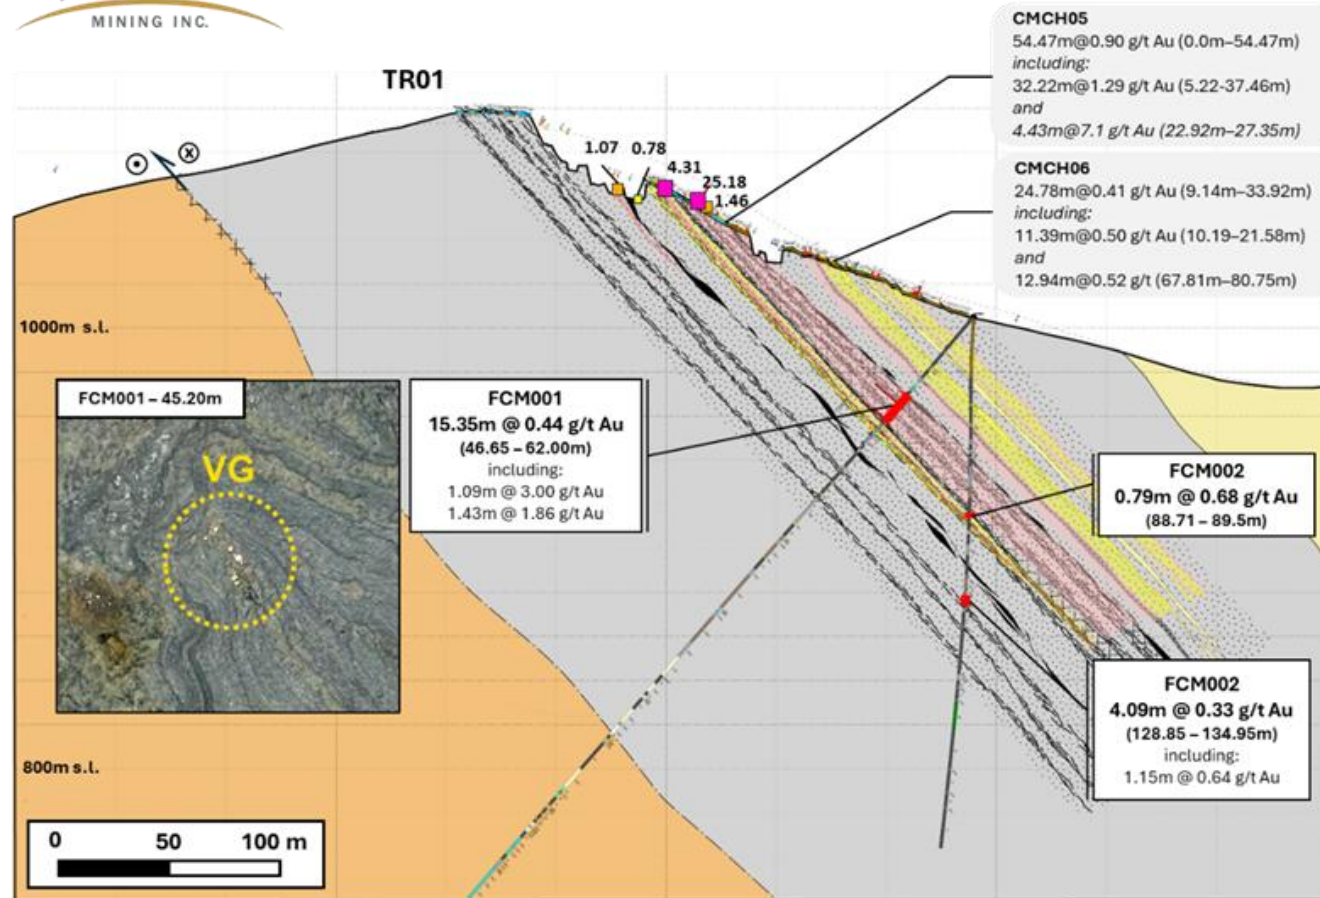 MINING INC.
TR01
CMCH05
54.47m@0.90 g/t Au (0.0m–54.47m)
including:
32.22m@1.29 g/t Au (5.22-37.46m)
and
4.43m@7.1 g/t Au (22.92m–27.35m)
CMCH06
24.78m@0.41 g/t Au (9.14m–33.92m)
including:
11.39m@0.50 g/t Au (10.19–21.58m)
and
12.94m@0.52 g/t (67.81m–80.75m)
1.07
0.78
4.31
25.18
1.46
1000m s.l.
FCM001 – 45.20m
VG
FCM001
15.35m @ 0.44 g/t Au
(46.65 – 62.00m)
including:
1.09m @ 3.00 g/t Au
1.43m @ 1.86 g/t Au
FCM002
0.79m @ 0.68 g/t Au
(88.71 – 89.5m)
FCM002
4.09m @ 0.33 g/t Au
(128.85 – 134.95m)
including:
1.15m @ 0.64 g/t Au
800m s.l.
0 50 100 m